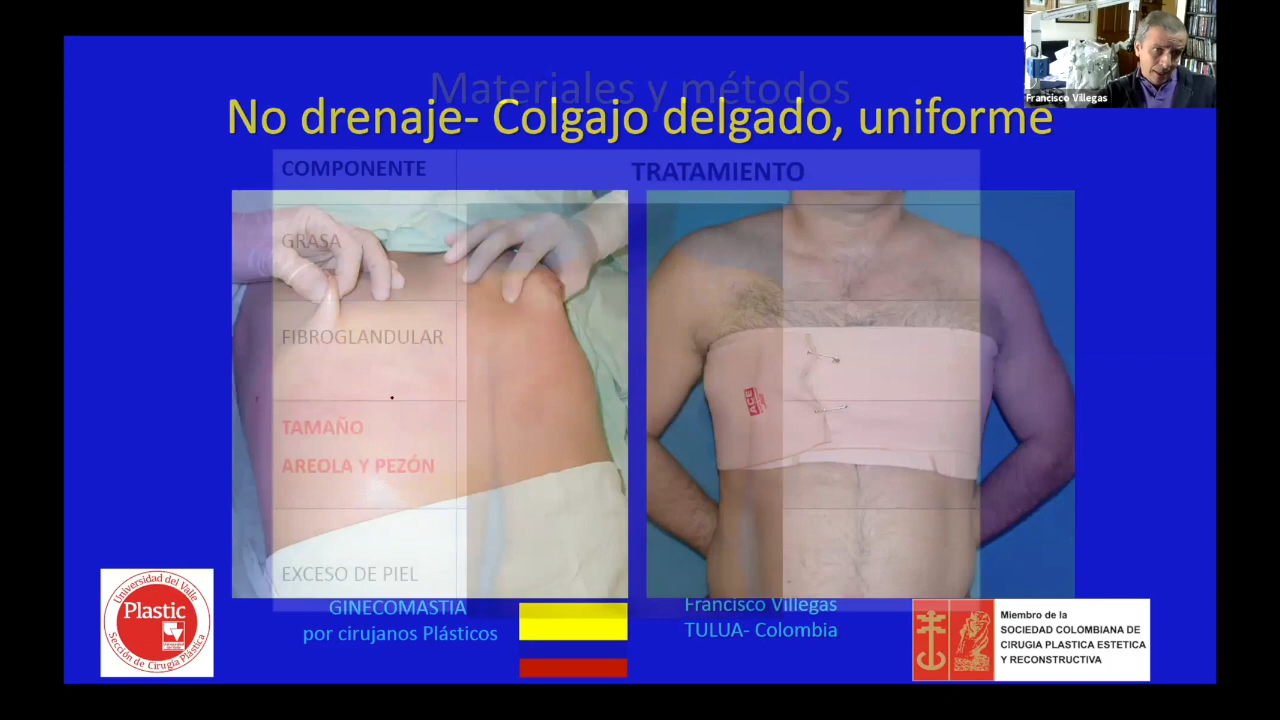 Francisco Villegas
Materiales y métodos
No drenaje- Colgajo delgado, uniforme
COMPONENTE
TRATAMIENTO
GRASA
FIBROGLANDULAR
TAMAÑO
AREOLA Y PEZÓN
EXCESO DE PIEL
ACE
GINECOMASTIA
por cirujanos Plásticos
Francisco Villegas
TULUA- Colombia
Universidad del Valle
Plastic
Sección de Cirugía Plástica
Miembro de la
SOCIEDAD COLOMBIANA DE
CIRUGIA PLASTICA ESTETICA
Y RECONSTRUCTIVA